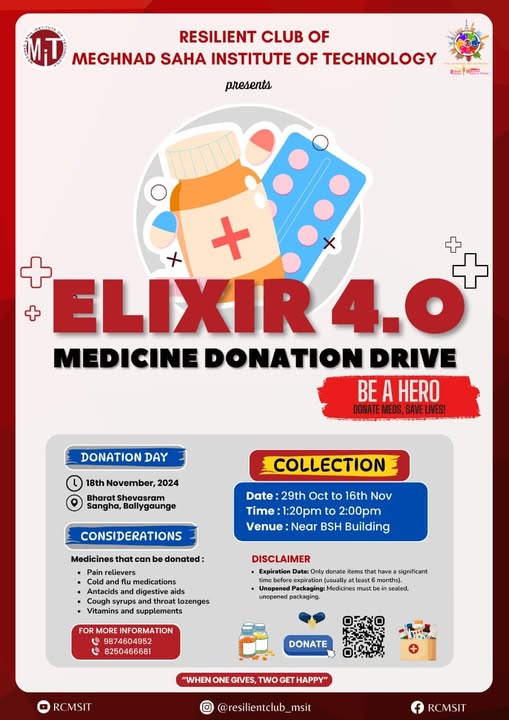 MiT
RESILIENT CLUB OF
MEGHNAD SAHA INSTITUTE OF TECHNOLOGY
presents
ELIXIR 4.0
MEDICINE DONATION DRIVE
BE A HERO
DONATE MEDS, SAVE LIVES!
DONATION DAY
18th November, 2024
Bharat Shevasram
Sangha, Ballygaunge
CONSIDERATIONS
Medicines that can be donated :
• Pain relievers
• Cold and flu medications
• Antacids and digestive aids
• Cough syrups and throat lozenges
• Vitamins and supplements
FOR MORE INFORMATION
9874604952
8250466681
COLLECTION
Date : 29th Oct to 16th Nov
Time : 1:20pm to 2:00pm
Venue : Near BSH Building
DISCLAIMER
• Expiration Date: Only donate items that have a significant
time before expiration (usually at least 6 months).
• Unopened Packaging: Medicines must be in sealed,
unopened packaging.
DONATE
"WHEN ONE GIVES, TWO GET HAPPY"
RCMSIT
@resilientclub_msit
RCMSIT